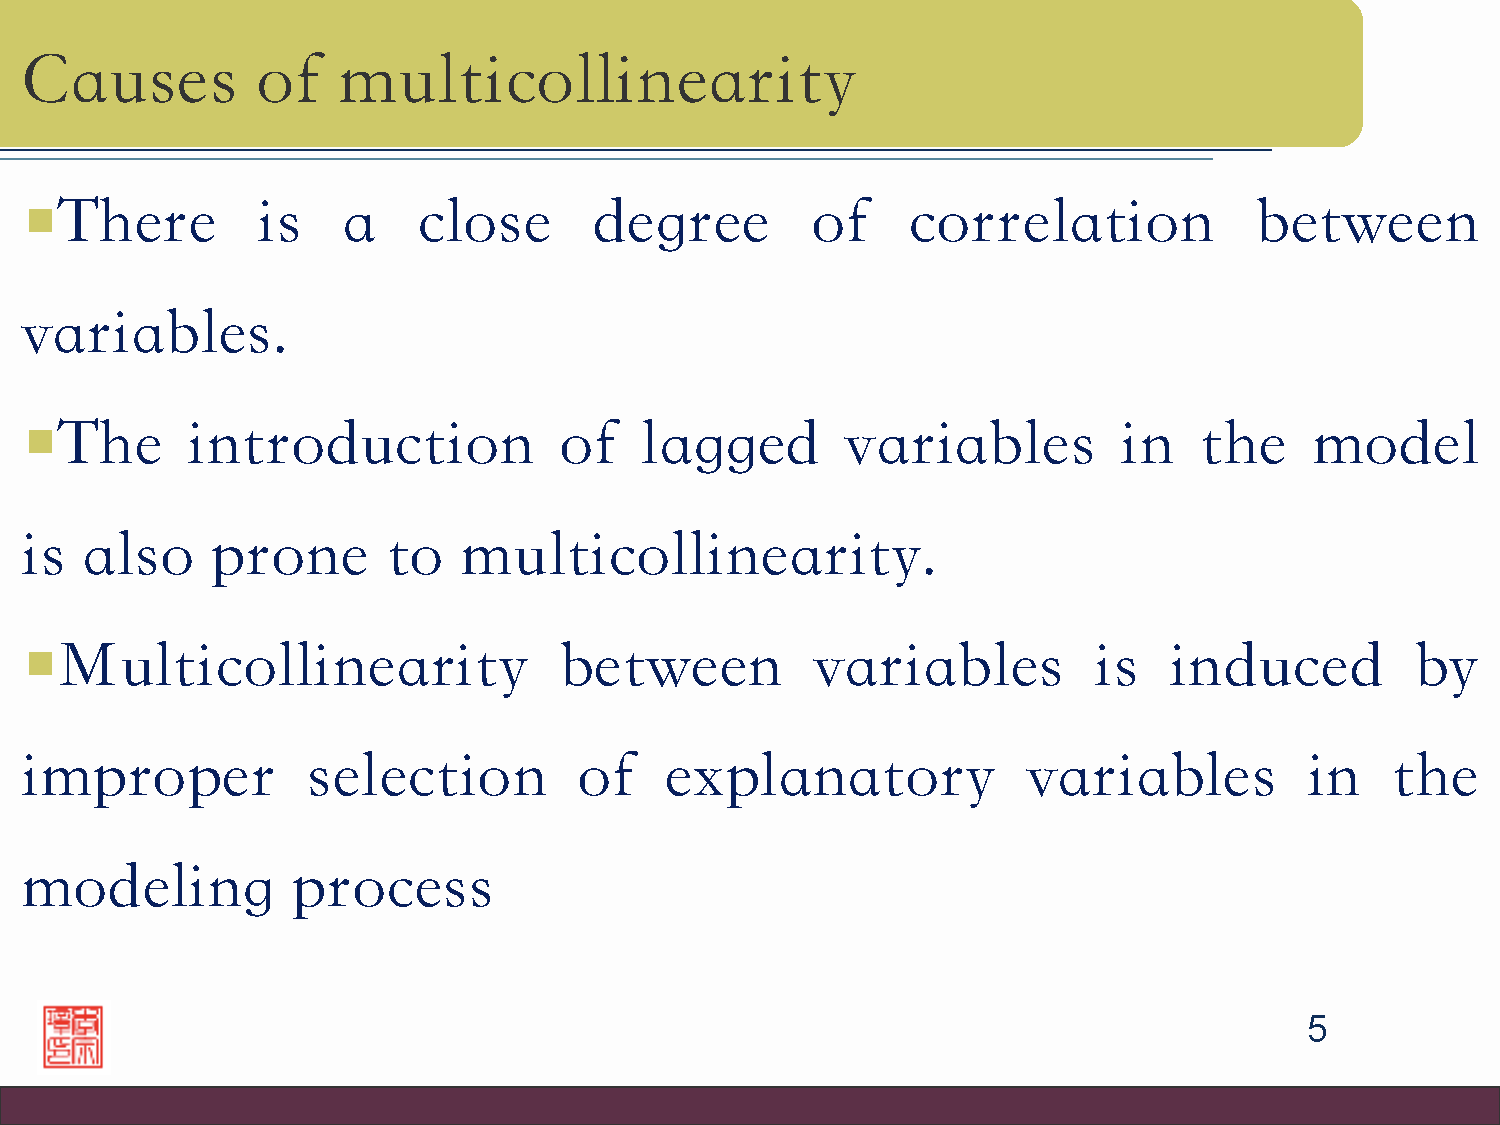 Causes of multicollinearity
▪There is a close degree of correlation between
variables.
▪The introduction of lagged variables in the model
is also prone to multicollinearity.
▪Multicollinearity between variables is induced by
improper selection of explanatory variables in the
modeling process
5